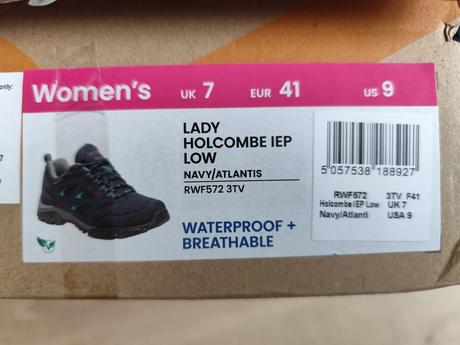 only:
Women's UK 7 EUR 41 US 9
LADY
HOLCOMBE IEP
LOW
NAVY/ATLANTIS
RWF572 3TV
WATERPROOF +
BREATHABLE
5 057538 188927
RWF572 3TV F41
Holcombe IEP Low UK 7
Navy/Atlanti USA 9